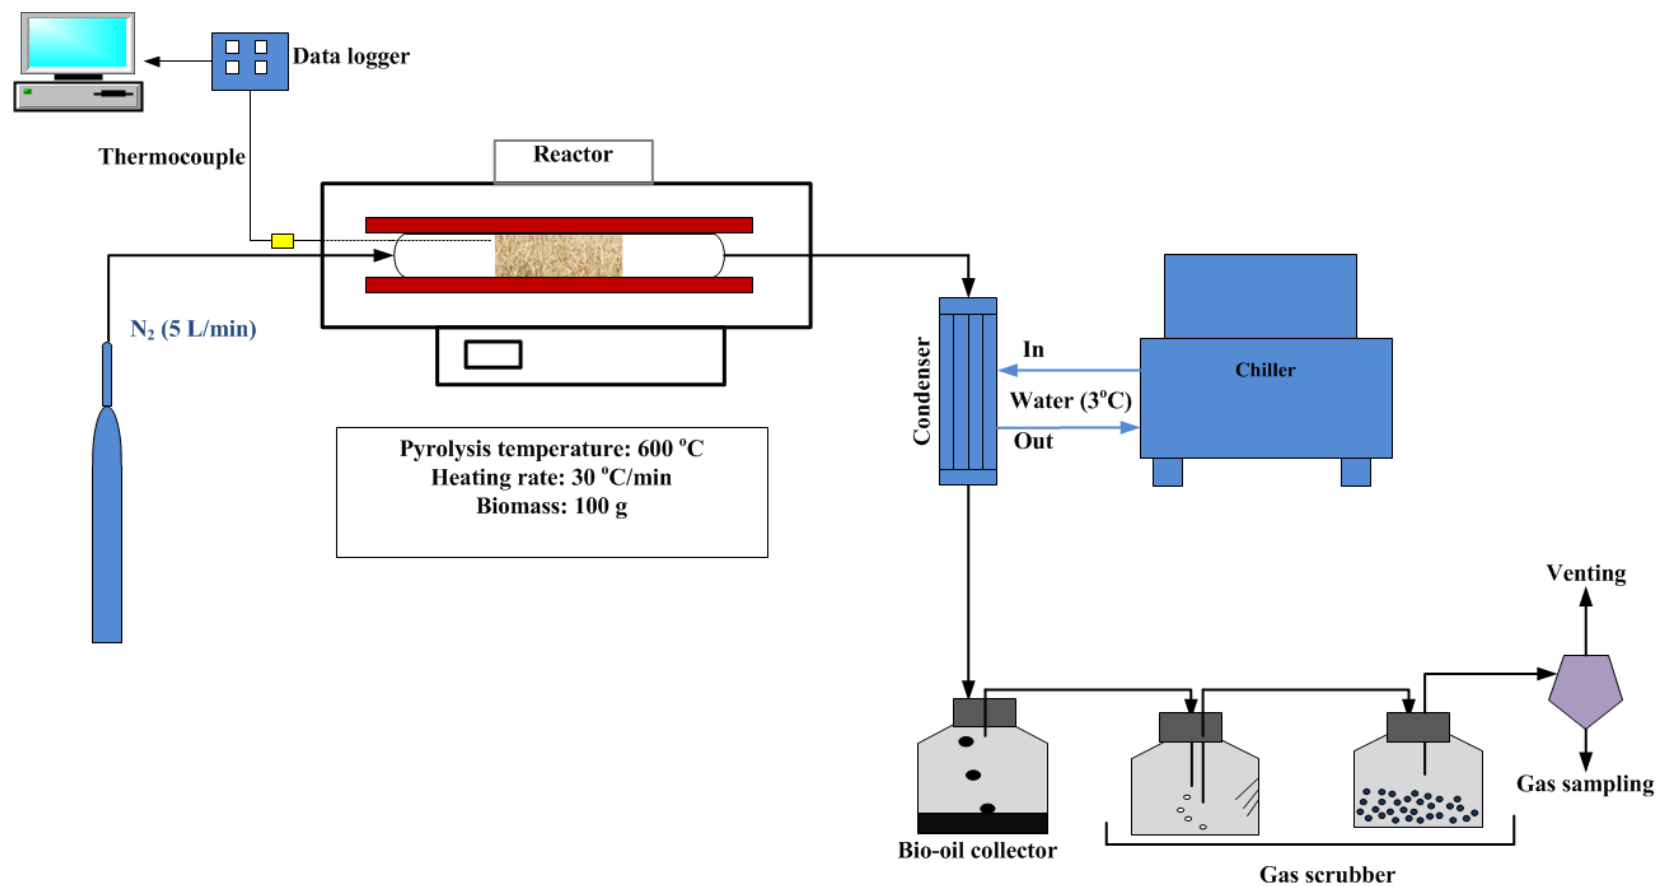 Data logger
Thermocouple
Reactor
N₂ (5 L/min)
Pyrolysis temperature: 600 °C
Heating rate: 30 °C/min
Biomass: 100 g
Condenser
In
Water (3°C)
Out
Chiller
Venting
Gas sampling
Bio-oil collector
Gas scrubber